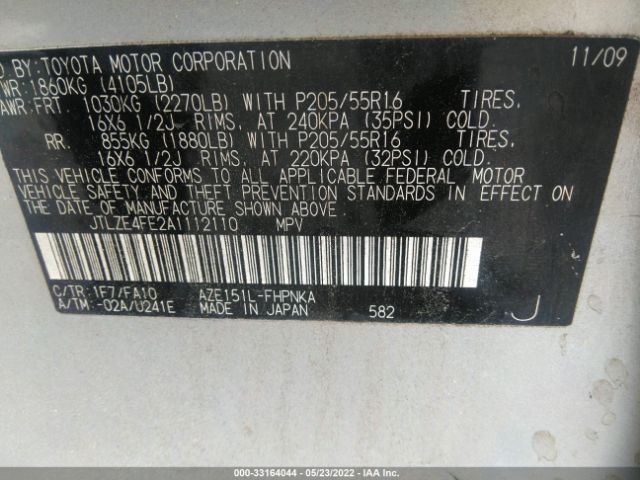 D BY: TOYOTA MOTOR CORPORATION 11/09
WR: 1860KG (4105LB)
AWR: FRT 1030KG (2270LB) WITH P205/55R16 TIRES,
16X6 1/2J RIMS, AT 240KPA (35PSI) COLD.
RR. 855KG (1880LB) WITH P205/55R16 TIRES,
16X6 1/2J RIMS, AT 220KPA (32PSI) COLD.
THIS VEHICLE CONFORMS TO ALL APPLICABLE FEDERAL MOTOR
VEHICLE SAFETY AND THEFT PREVENTION STANDARDS IN EFFECT ON
THE DATE OF MANUFACTURE SHOWN ABOVE.
JTLZE4FE2A1112110 MPV
C/TR: 1F7/FA10 AZE151L-FHPNKA
A/TM: -02A/U241E MADE IN JAPAN 582 J
000-33164044 — 05/23/2022 — IAA Inc.